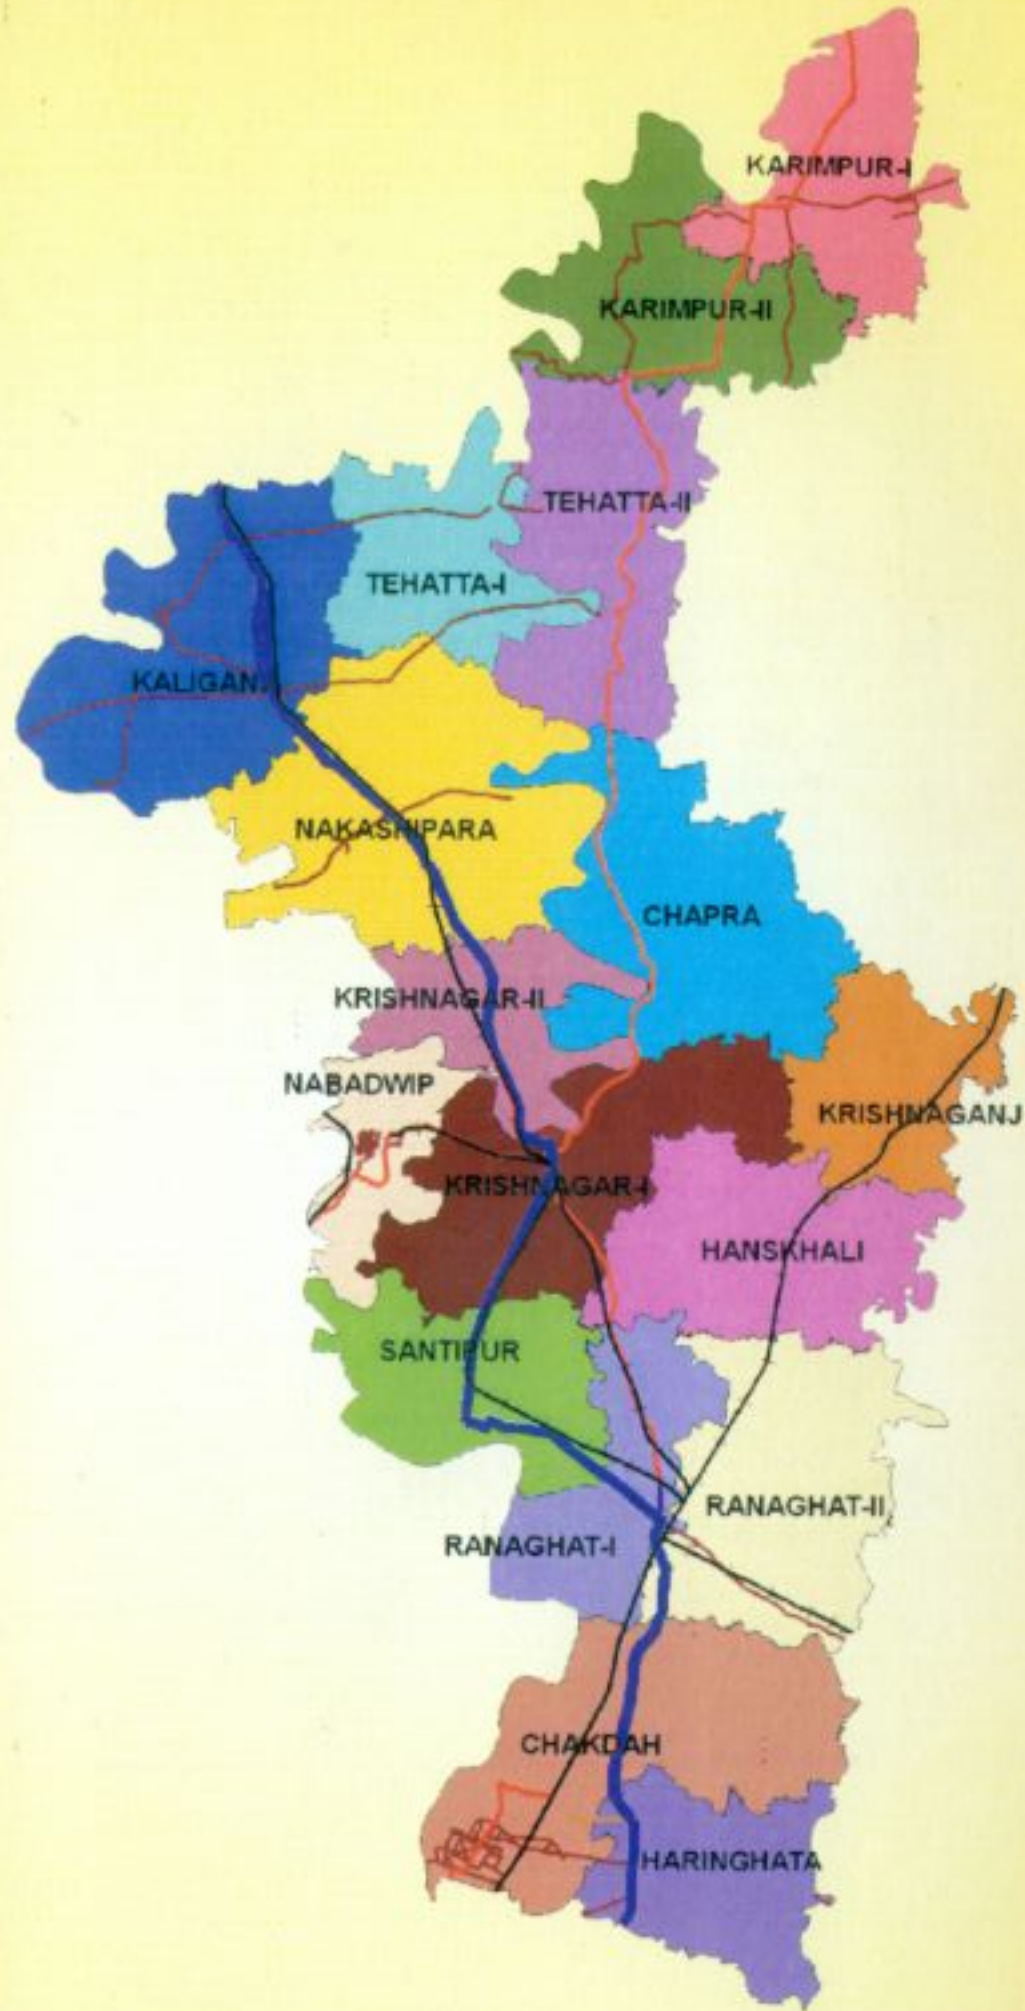 KARIMPUR-I
KARIMPUR-II
TEHATTA-II
TEHATTA-I
KALIGAN
NAKASHIPARA
CHAPRA
KRISHNAGAR-II
NABADWIP
KRISHNAGANJ
KRISHNAGAR-I
HANSKHALI
SANTIPUR
RANAGHAT-II
RANAGHAT-I
CHAKDAH
HARINGHATA